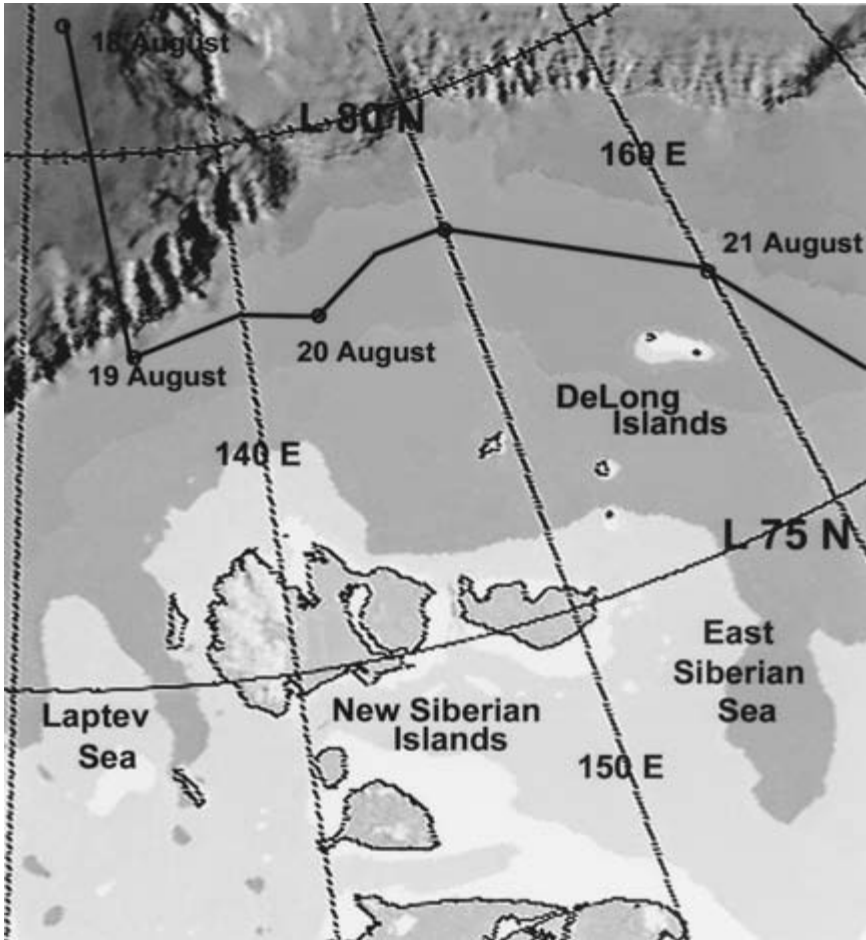 18 August
L 80 N
160 E
21 August
20 August
19 August
DeLong
Islands
140 E
L 75 N
East
Siberian
Sea
Laptev
Sea
New Siberian
Islands
150 E